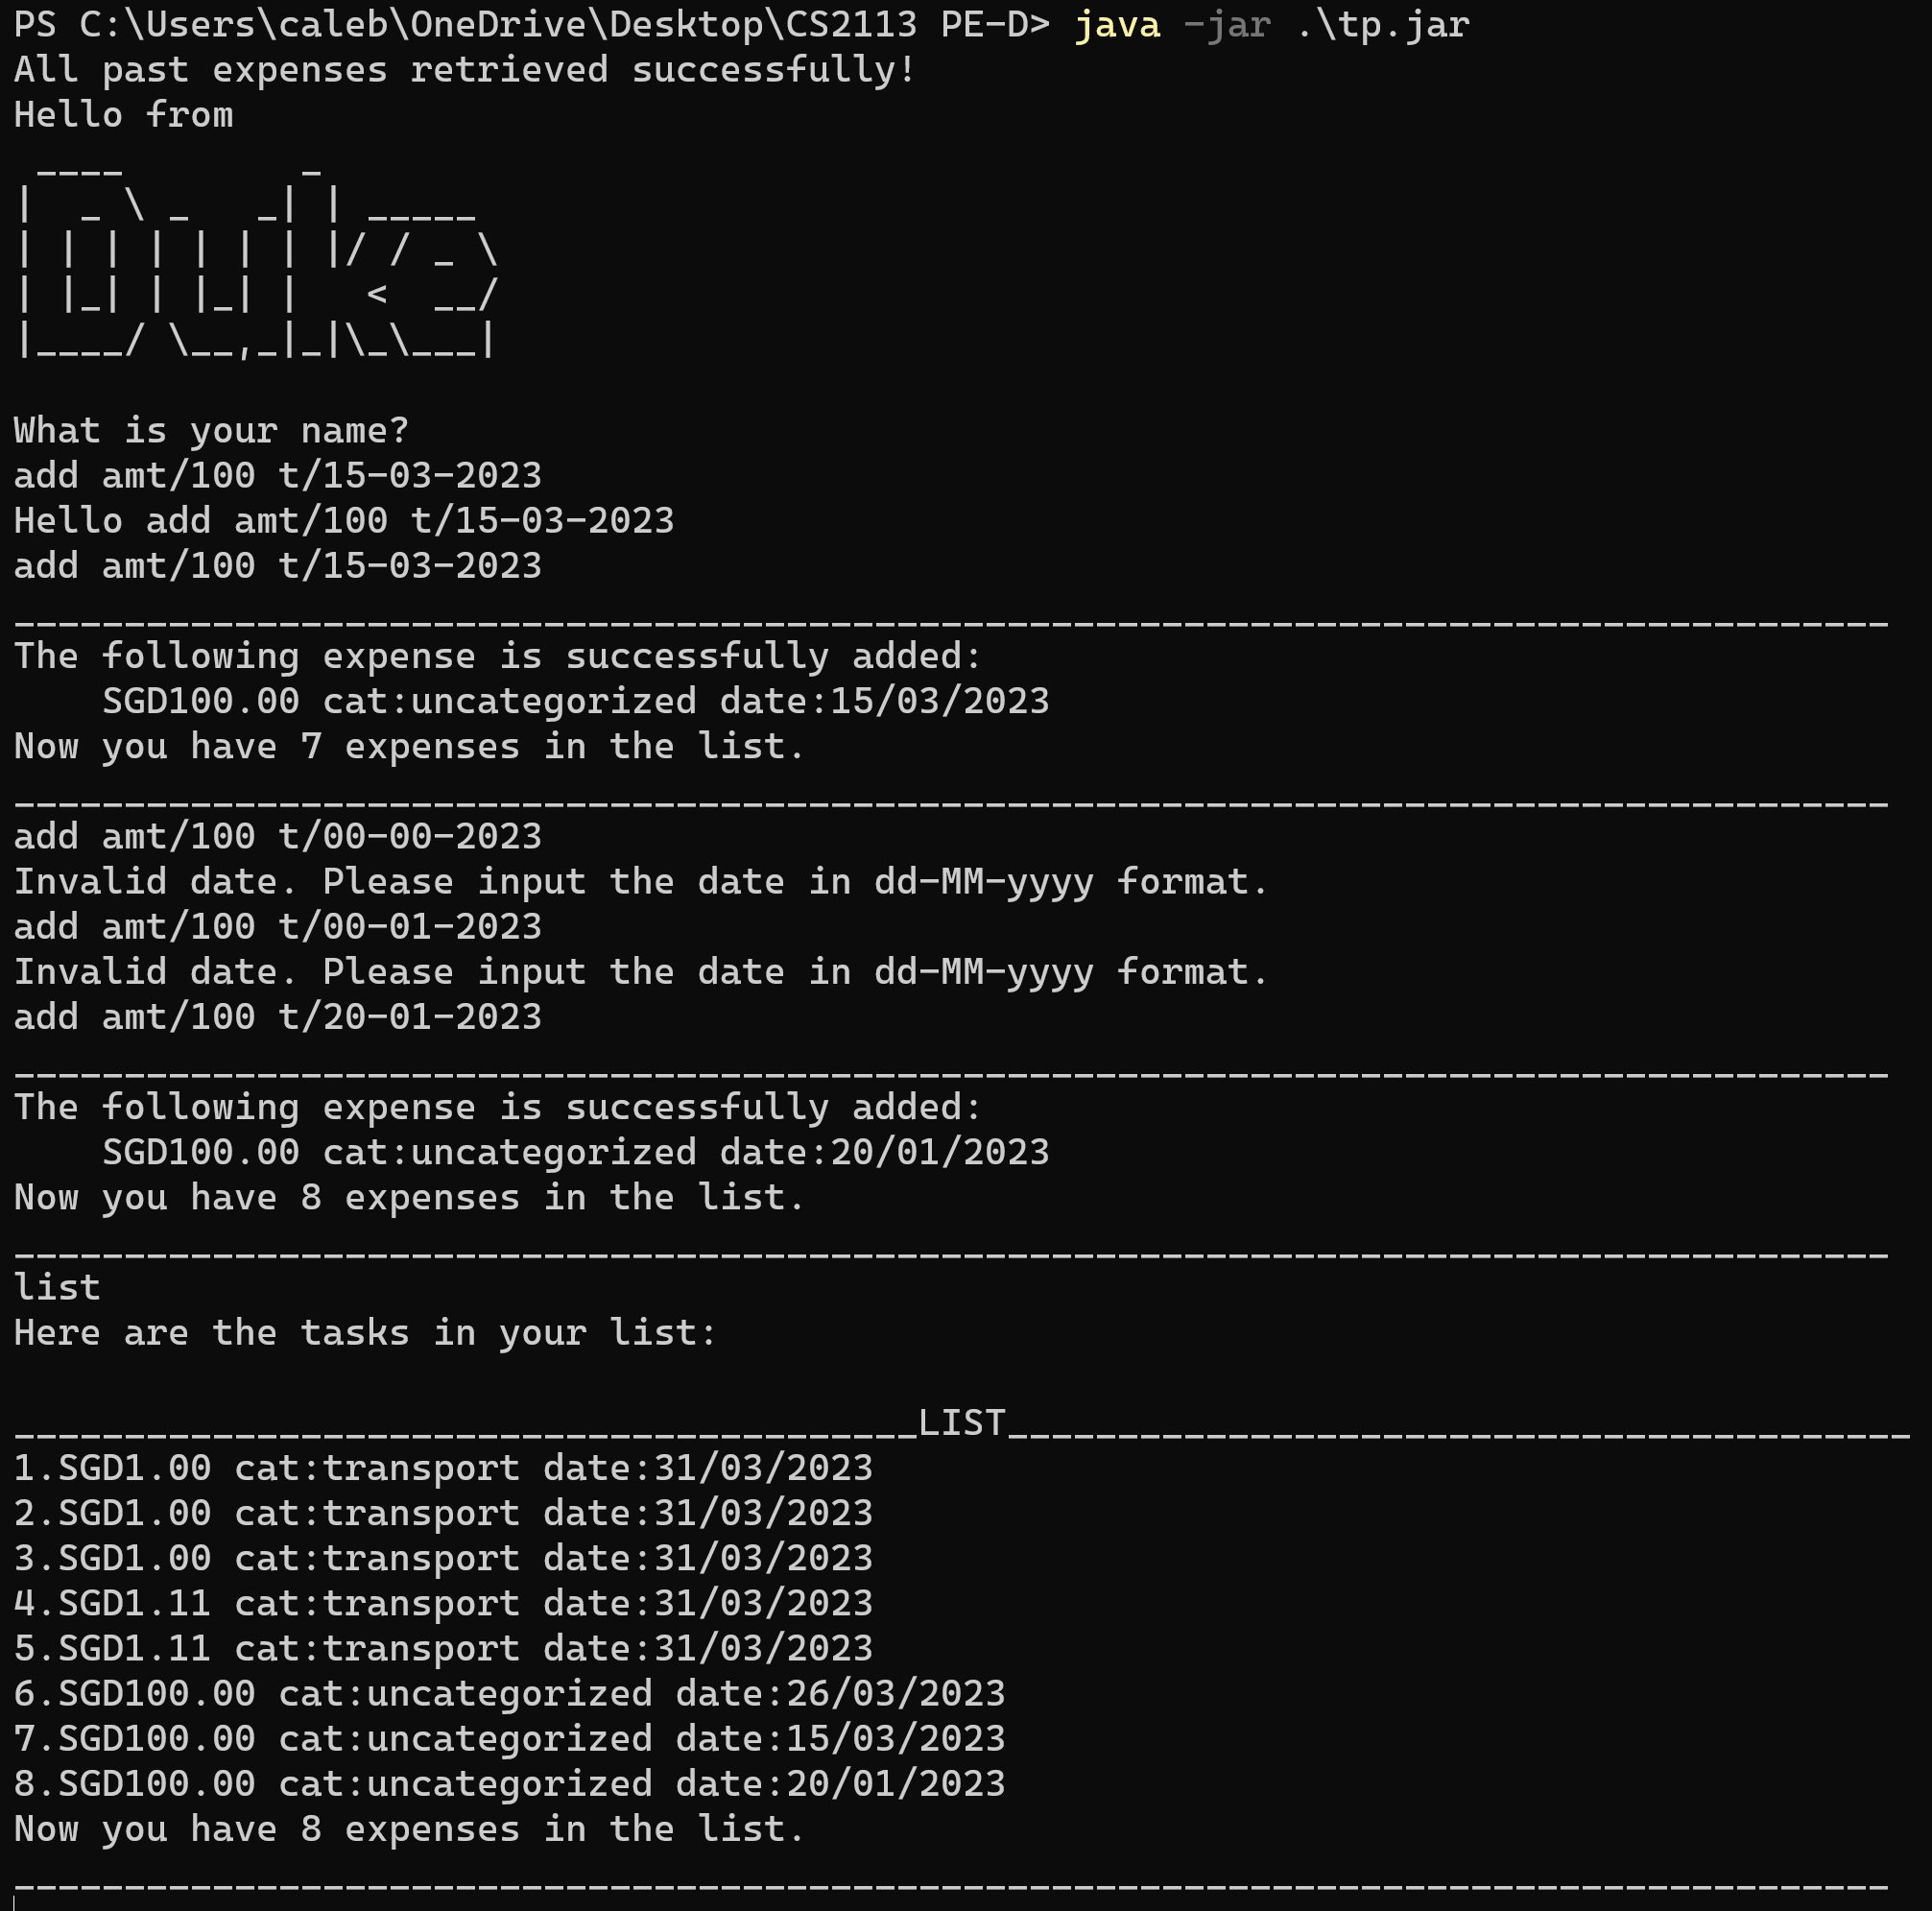 PS C:\Users\caleb\OneDrive\Desktop\CS2113 PE-D> java -jar .\tp.jar
All past expenses retrieved successfully!
Hello from
 ____        _
|  _ \ _   _| | _____
| | | | | | | |/ / _ \
| |_| | |_| |   <  __/
|____/ \__,_|_|\_\___|
What is your name?
add amt/100 t/15-03-2023
Hello add amt/100 t/15-03-2023
add amt/100 t/15-03-2023
_____________________________________________________________________________________
The following expense is successfully added:
    SGD100.00 cat:uncategorized date:15/03/2023
Now you have 7 expenses in the list.
_____________________________________________________________________________________
add amt/100 t/00-00-2023
Invalid date. Please input the date in dd-MM-yyyy format.
add amt/100 t/00-01-2023
Invalid date. Please input the date in dd-MM-yyyy format.
add amt/100 t/20-01-2023
_____________________________________________________________________________________
The following expense is successfully added:
    SGD100.00 cat:uncategorized date:20/01/2023
Now you have 8 expenses in the list.
_____________________________________________________________________________________
list
Here are the tasks in your list:
_________________________________________LIST_________________________________________
1.SGD1.00 cat:transport date:31/03/2023
2.SGD1.00 cat:transport date:31/03/2023
3.SGD1.00 cat:transport date:31/03/2023
4.SGD1.11 cat:transport date:31/03/2023
5.SGD1.11 cat:transport date:31/03/2023
6.SGD100.00 cat:uncategorized date:26/03/2023
7.SGD100.00 cat:uncategorized date:15/03/2023
8.SGD100.00 cat:uncategorized date:20/01/2023
Now you have 8 expenses in the list.
_____________________________________________________________________________________